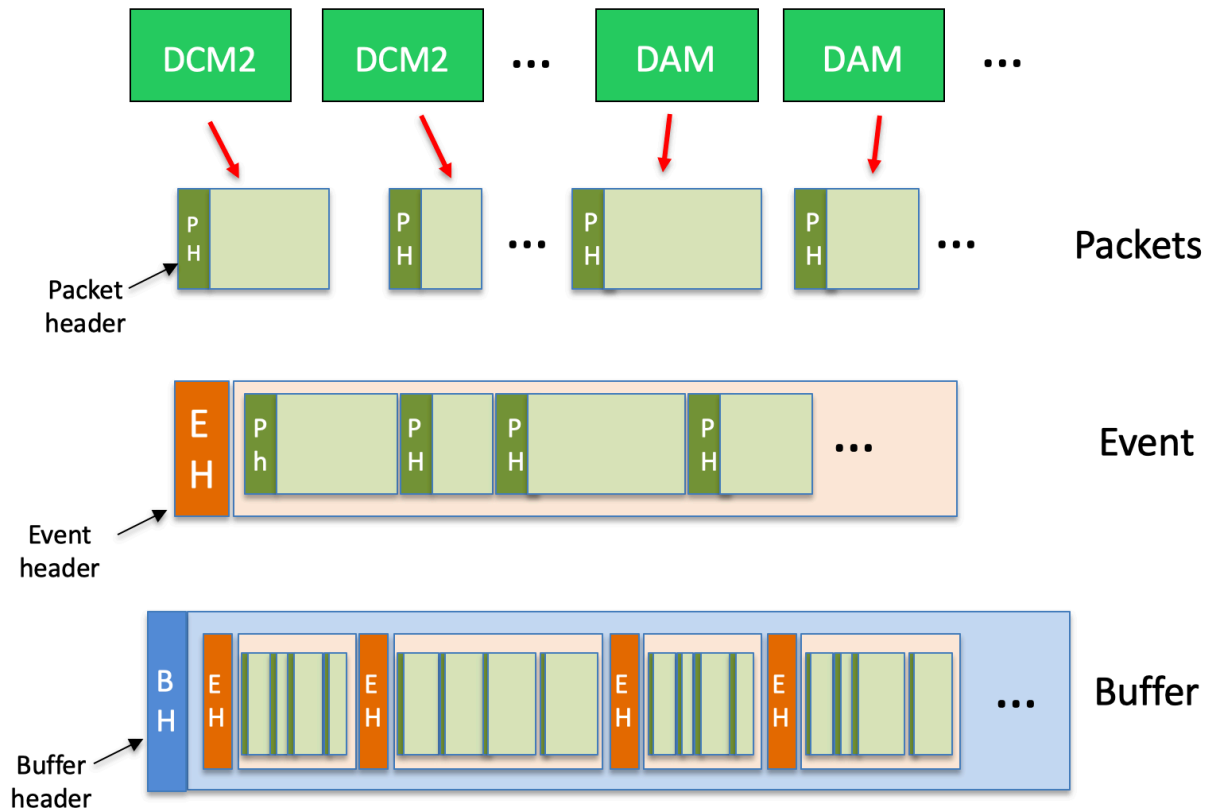 DCM2
DCM2
...
DAM
DAM
...
P
H
P
H
...
P
H
P
H
...
Packets
Packet
header
E
H
P
h
P
H
P
H
P
H
...
Event
Event
header
B
H
E
H
E
H
E
H
E
H
...
Buffer
Buffer
header